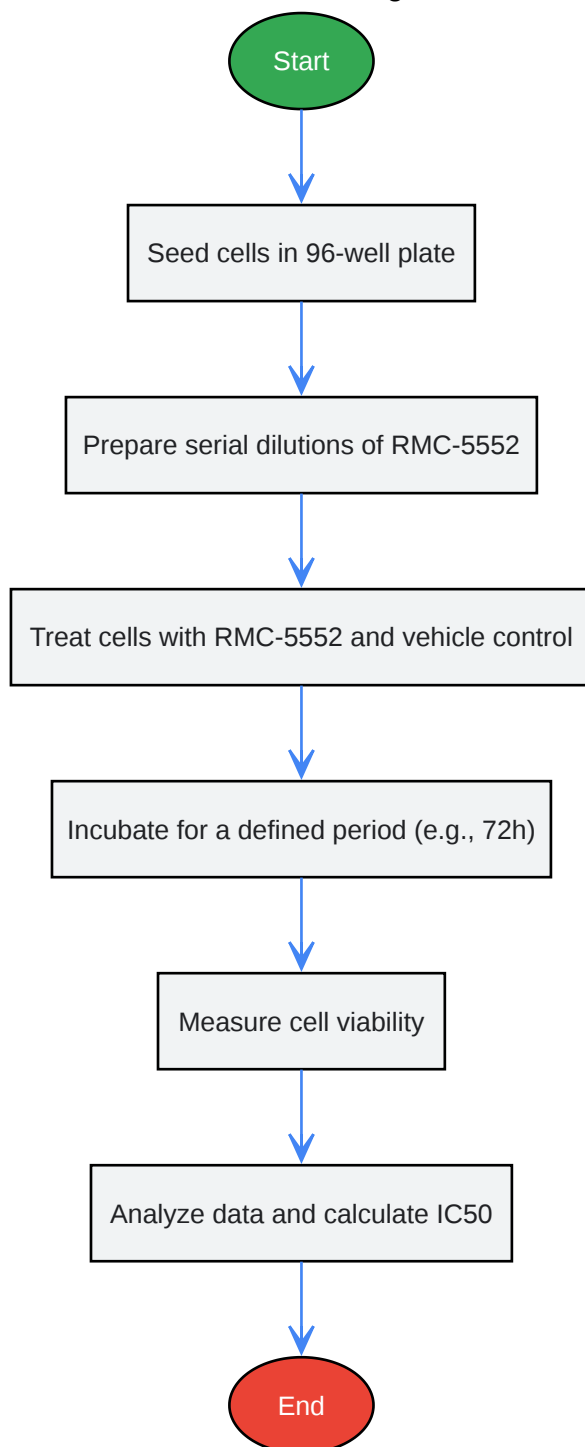 Start
Seed cells in 96-well plate
Prepare serial dilutions of RMC-5552
Treat cells with RMC-5552 and vehicle control
Incubate for a defined period (e.g., 72h)
Measure cell viability
Analyze data and calculate IC50
End